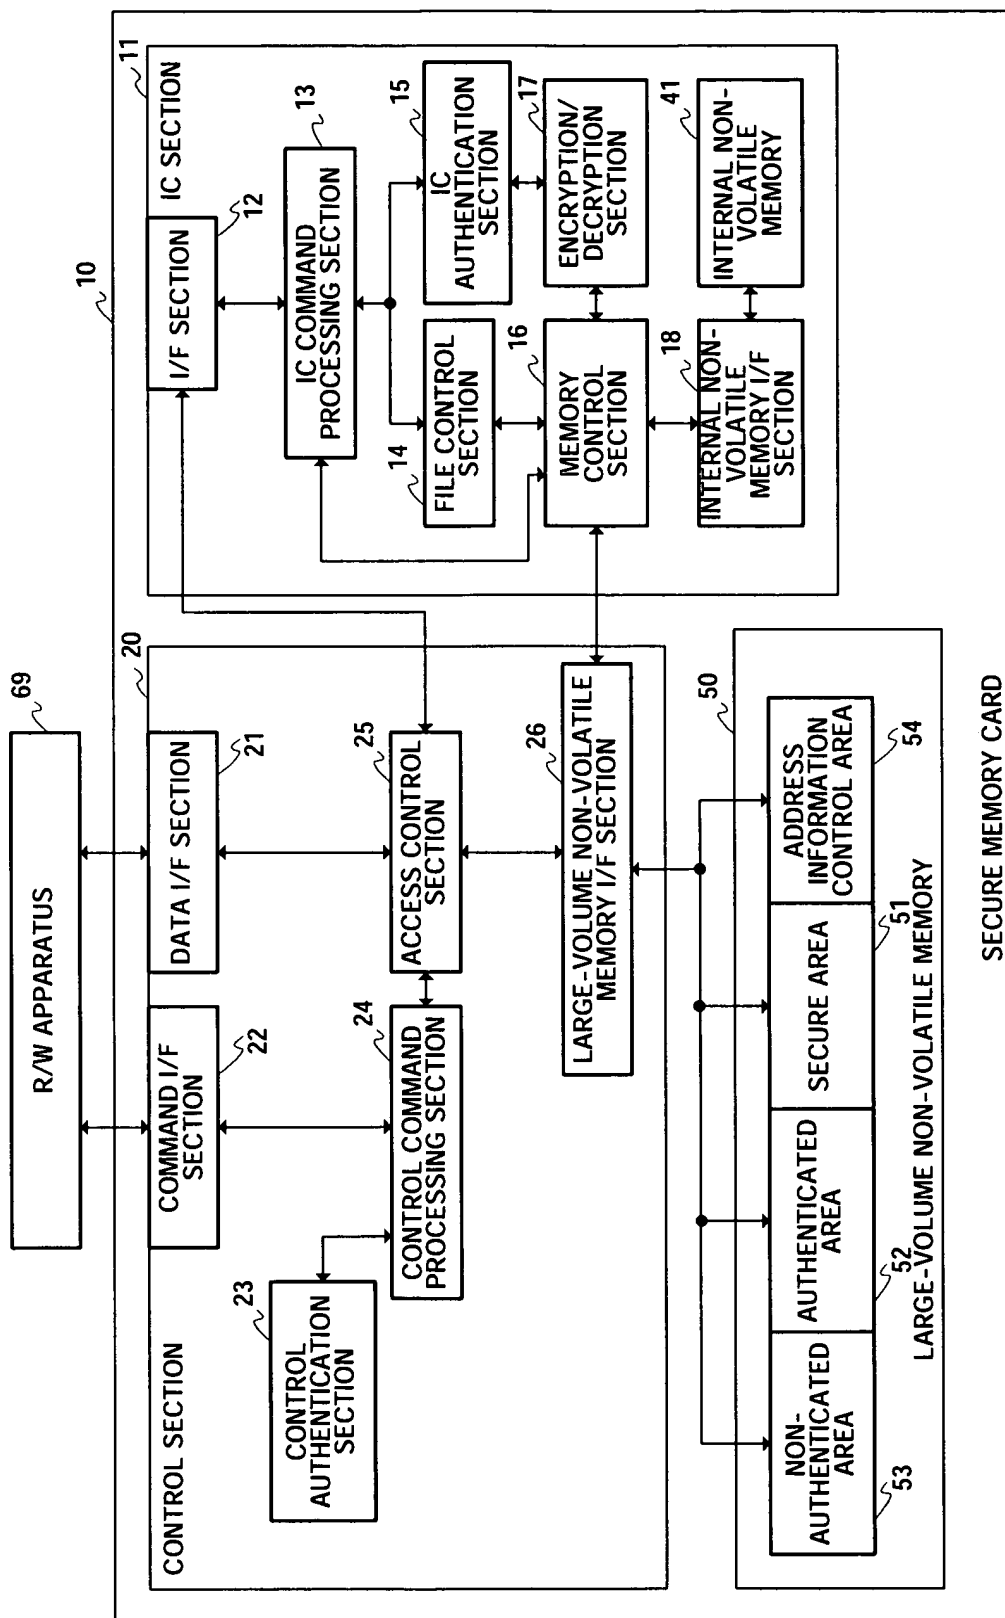 R/W APPARATUS
69
10
CONTROL SECTION
20
COMMAND I/F
SECTION
22
DATA I/F SECTION
21
CONTROL
AUTHENTICATION
SECTION
23
CONTROL COMMAND
PROCESSING SECTION
24
ACCESS CONTROL
SECTION
25
LARGE-VOLUME NON-VOLATILE
MEMORY I/F SECTION
26
IC SECTION
11
I/F SECTION
12
IC COMMAND
PROCESSING SECTION
13
FILE CONTROL
SECTION
14
IC
AUTHENTICATION
SECTION
15
MEMORY
CONTROL
SECTION
16
ENCRYPTION/
DECRYPTION
SECTION
17
INTERNAL NON-
VOLATILE
MEMORY I/F
SECTION
18
INTERNAL NON-
VOLATILE
MEMORY
41
50
NON-
AUTHENTICATED
AREA
53
AUTHENTICATED
AREA
52
SECURE AREA
51
ADDRESS
INFORMATION
CONTROL AREA
54
LARGE-VOLUME NON-VOLATILE MEMORY
SECURE MEMORY CARD